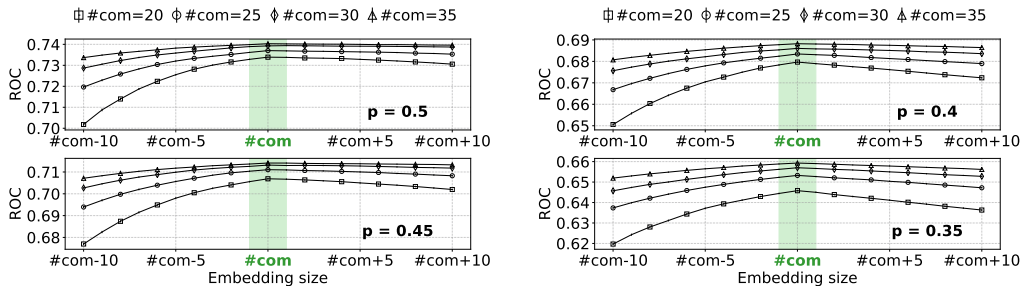 #com=20 #com=25 #com=30 #com=35
ROC
0.74
0.73
0.72
0.71
0.70
p = 0.5
#com-10 #com-5 #com #com+5 #com+10
ROC
0.71
0.70
0.69
0.68
p = 0.45
#com-10 #com-5 #com #com+5 #com+10
Embedding size
#com=20 #com=25 #com=30 #com=35
ROC
0.69
0.68
0.67
0.66
0.65
p = 0.4
#com-10 #com-5 #com #com+5 #com+10
ROC
0.66
0.65
0.64
0.63
0.62
p = 0.35
#com-10 #com-5 #com #com+5 #com+10
Embedding size